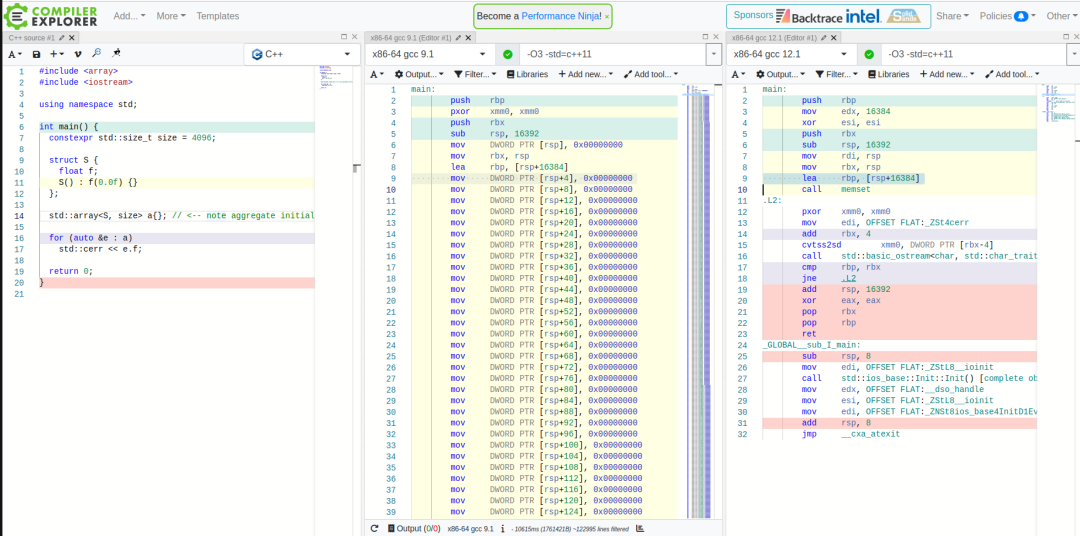 COMPILER
EXPLORER
Add...
More
Templates
Become a Performance Ninja! ×
Sponsors
Backtrace
intel.
Solid Sands
Share
Policies
Other
C++ source #1
A
+
v
C++
1 #include <array>
2 #include <iostream>
3
4 using namespace std;
5
6 int main() {
7 constexpr std::size_t size = 4096;
8
9 struct S {
10 float f;
11 S() : f(0.0f) {}
12 };
13
14 std::array<S, size> a{}; // <-- note aggregate initial
15
16 for (auto &e : a)
17 std::cerr << e.f;
18
19 return 0;
20 }
21
x86-64 gcc 9.1 (Editor #1)
x86-64 gcc 9.1
-O3 -std=c++11
A
Output...
Filter...
Libraries
+ Add new...
Add tool...
1 main:
2 push rbp
3 pxor xmm0, xmm0
4 push rbx
5 sub rsp, 16392
6 mov DWORD PTR [rsp], 0x00000000
7 mov rbx, rsp
8 lea rbp, [rsp+16384]
9 mov DWORD PTR [rsp+4], 0x00000000
10 mov DWORD PTR [rsp+8], 0x00000000
11 mov DWORD PTR [rsp+12], 0x00000000
12 mov DWORD PTR [rsp+16], 0x00000000
13 mov DWORD PTR [rsp+20], 0x00000000
14 mov DWORD PTR [rsp+24], 0x00000000
15 mov DWORD PTR [rsp+28], 0x00000000
16 mov DWORD PTR [rsp+32], 0x00000000
17 mov DWORD PTR [rsp+36], 0x00000000
18 mov DWORD PTR [rsp+40], 0x00000000
19 mov DWORD PTR [rsp+44], 0x00000000
20 mov DWORD PTR [rsp+48], 0x00000000
21 mov DWORD PTR [rsp+52], 0x00000000
22 mov DWORD PTR [rsp+56], 0x00000000
23 mov DWORD PTR [rsp+60], 0x00000000
24 mov DWORD PTR [rsp+64], 0x00000000
25 mov DWORD PTR [rsp+68], 0x00000000
26 mov DWORD PTR [rsp+72], 0x00000000
27 mov DWORD PTR [rsp+76], 0x00000000
28 mov DWORD PTR [rsp+80], 0x00000000
29 mov DWORD PTR [rsp+84], 0x00000000
30 mov DWORD PTR [rsp+88], 0x00000000
31 mov DWORD PTR [rsp+92], 0x00000000
32 mov DWORD PTR [rsp+96], 0x00000000
33 mov DWORD PTR [rsp+100], 0x00000000
34 mov DWORD PTR [rsp+104], 0x00000000
35 mov DWORD PTR [rsp+108], 0x00000000
36 mov DWORD PTR [rsp+112], 0x00000000
37 mov DWORD PTR [rsp+116], 0x00000000
38 mov DWORD PTR [rsp+120], 0x00000000
39 mov DWORD PTR [rsp+124], 0x00000000
Output (0/0) x86-64 gcc 9.1 i - 10615ms (1761421B) ~122995 lines filtered
x86-64 gcc 12.1 (Editor #1)
x86-64 gcc 12.1
-O3 -std=c++11
A
Output...
Filter...
Libraries
+ Add new...
Add tool...
1 main:
2 push rbp
3 mov edx, 16384
4 xor esi, esi
5 push rbx
6 sub rsp, 16392
7 mov rdi, rsp
8 mov rbx, rsp
9 lea rbp, [rsp+16384]
10 call memset
11 .L2:
12 pxor xmm0, xmm0
13 mov edi, OFFSET FLAT:_ZSt4cerr
14 add rbx, 4
15 cvtss2sd xmm0, DWORD PTR [rbx-4]
16 call std::basic_ostream<char, std::char_trait
17 cmp rbp, rbx
18 jne .L2
19 add rsp, 16392
20 xor eax, eax
21 pop rbx
22 pop rbp
23 ret
24 _GLOBAL__sub_I_main:
25 sub rsp, 8
26 mov edi, OFFSET FLAT:_ZStL8__ioinit
27 call std::ios_base::Init::Init() [complete ob
28 mov edx, OFFSET FLAT:__dso_handle
29 mov esi, OFFSET FLAT:_ZStL8__ioinit
30 mov edi, OFFSET FLAT:_ZNSt8ios_base4InitD1Ev
31 add rsp, 8
32 jmp __cxa_atexit